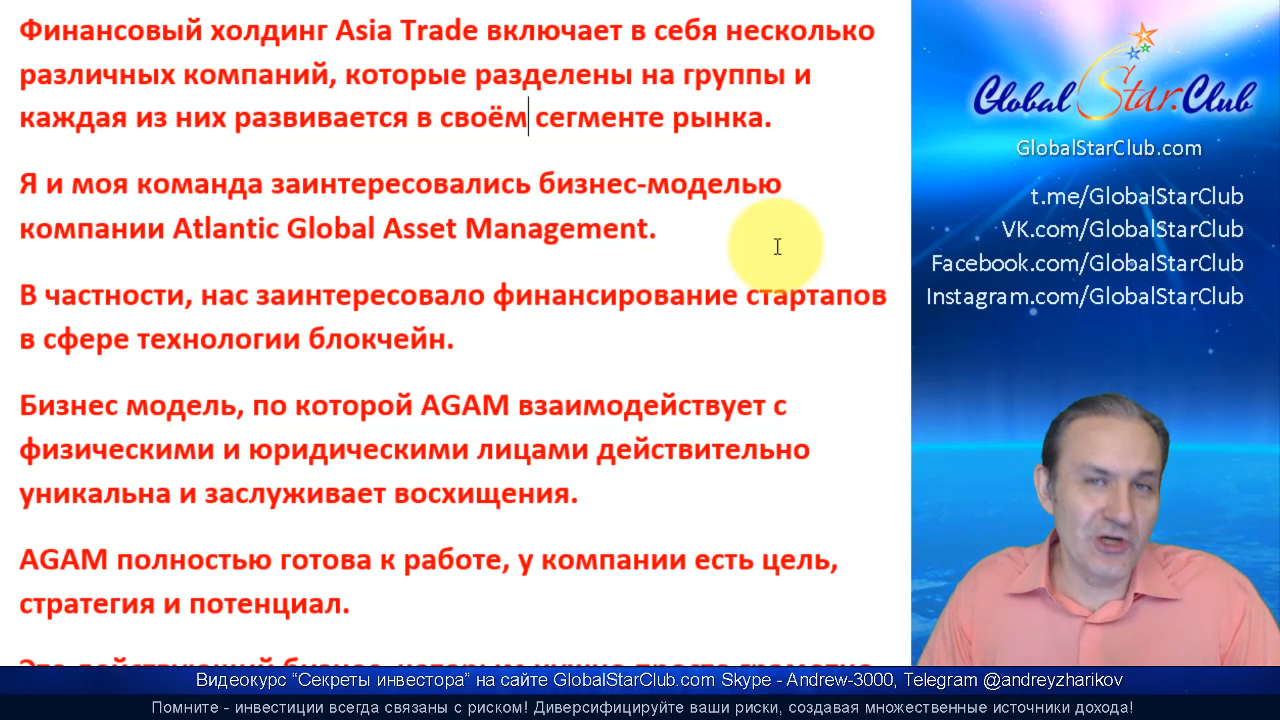 Финансовый холдинг Asia Trade включает в себя несколько
различных компаний, которые разделены на группы и
каждая из них развивается в своём сегменте рынка.
Я и моя команда заинтересовались бизнес-моделью
компании Atlantic Global Asset Management.
В частности, нас заинтересовало финансирование стартапов
в сфере технологии блокчейн.
Бизнес модель, по которой AGAM взаимодействует с
физическими и юридическими лицами действительно
уникальна и заслуживает восхищения.
AGAM полностью готова к работе, у компании есть цель,
стратегия и потенциал.
Global Star Club
GlobalStarClub.com
t.me/GlobalStarClub
VK.com/GlobalStarClub
Facebook.com/GlobalStarClub
Instagram.com/GlobalStarClub
Видеокурс “Секреты инвестора” на сайте GlobalStarClub.com Skype - Andrew-3000, Telegram @andreyzharikov
Помните - инвестиции всегда связаны с риском! Диверсифицируйте ваши риски, создавая множественные источники дохода!